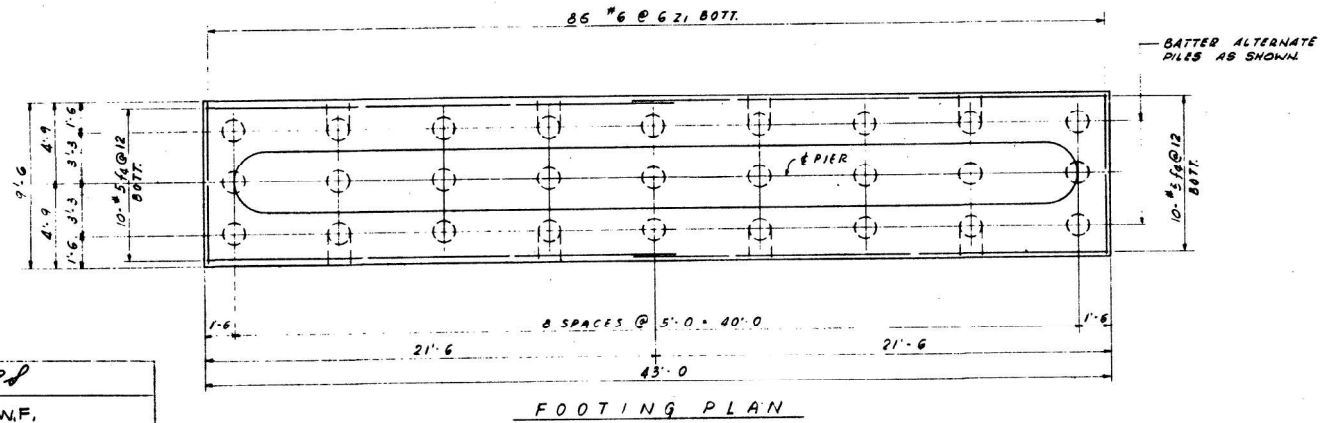 86 #6 @ 6 Z1 BOTT.
BATTER ALTERNATE
PILES AS SHOWN.
9'-6
4'-9
4'-9
1'-6
3'-3
3'-3
1'-6
10-#5 f4@12
BOTT.
℄ PIER
10-#5 f4@12
BOTT.
1'-6
8 SPACES @ 5'-0 = 40'-0
1'-6
21'-6
21'-6
43'-0
W.F.
FOOTING PLAN